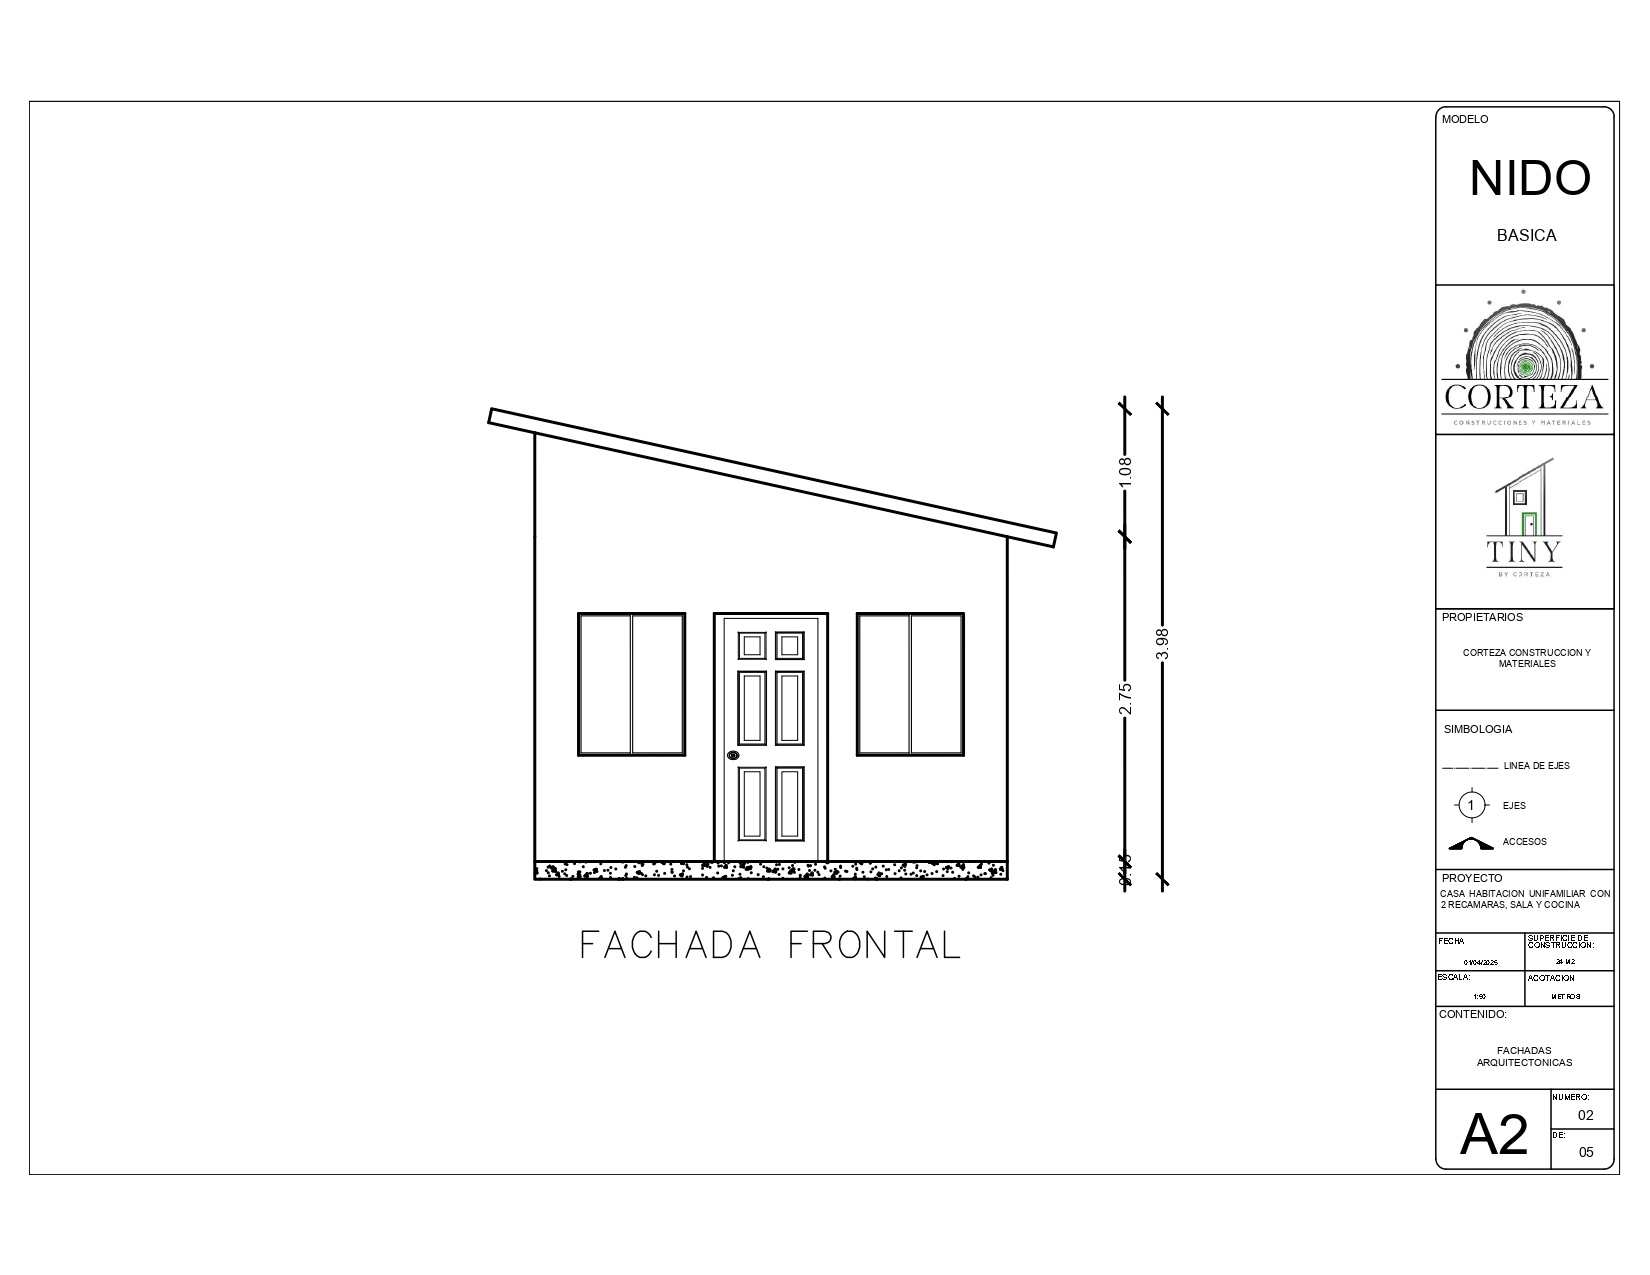 MODELO
NIDO
BASICA
CORTEZA
CONSTRUCCIONES Y MATERIALES
TINY
BY CORTEZA
PROPIETARIOS
CORTEZA CONSTRUCCION Y
MATERIALES
SIMBOLOGIA
LINEA DE EJES
1
EJES
ACCESOS
PROYECTO
CASA HABITACION UNIFAMILIAR CON
2 RECAMARAS, SALA Y COCINA
FECHA
01/04/2025
SUPERFICIE DE
CONSTRUCCION:
24 M2
ESCALA:
1:50
ACOTACION
METROS
CONTENIDO:
FACHADAS
ARQUITECTONICAS
A2
NUMERO:
02
DE:
05
1.08
2.75
3.98
FACHADA FRONTAL